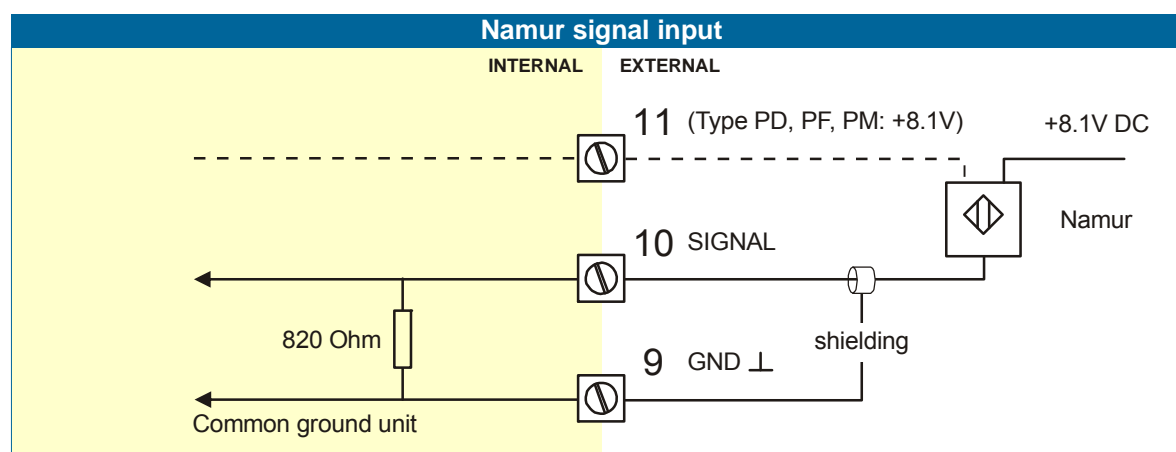 Namur signal input
INTERNAL EXTERNAL
11 (Type PD, PF, PM: +8.1V) +8.1V DC
Namur
10 SIGNAL
820 Ohm
shielding
9 GND ⊥
Common ground unit